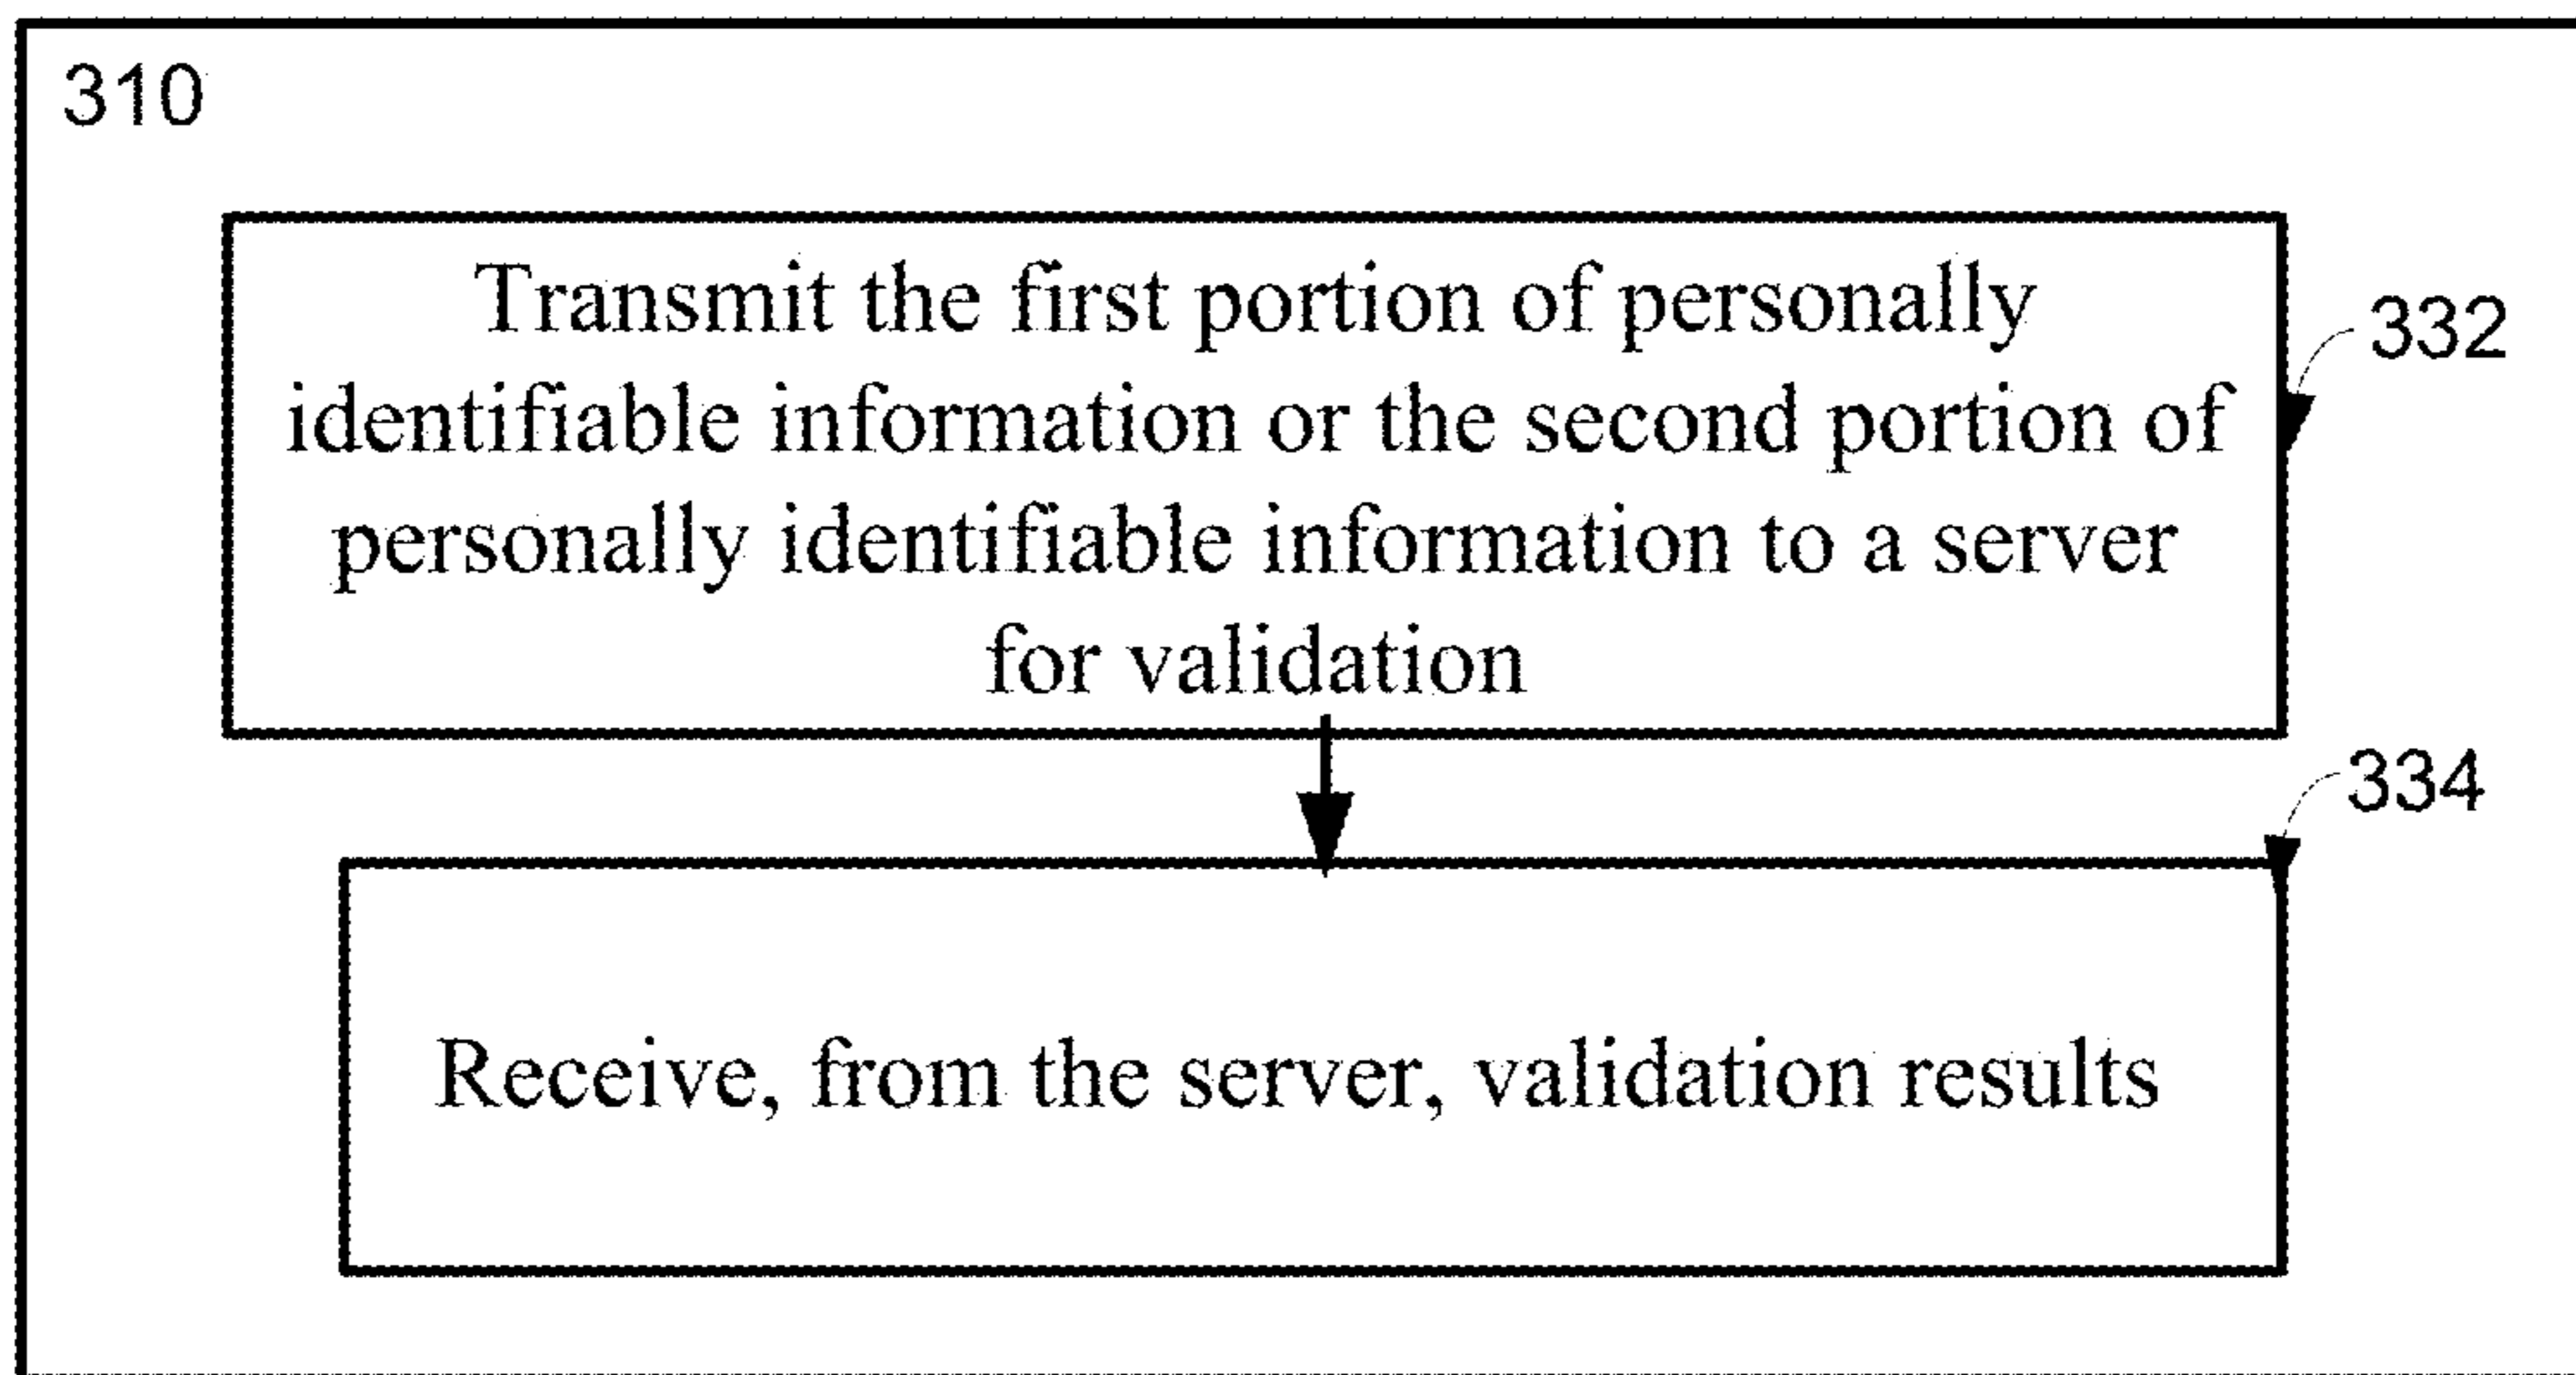 310
Transmit the first portion of personally
identifiable information or the second portion of
personally identifiable information to a server
for validation
332
334
Receive, from the server, validation results